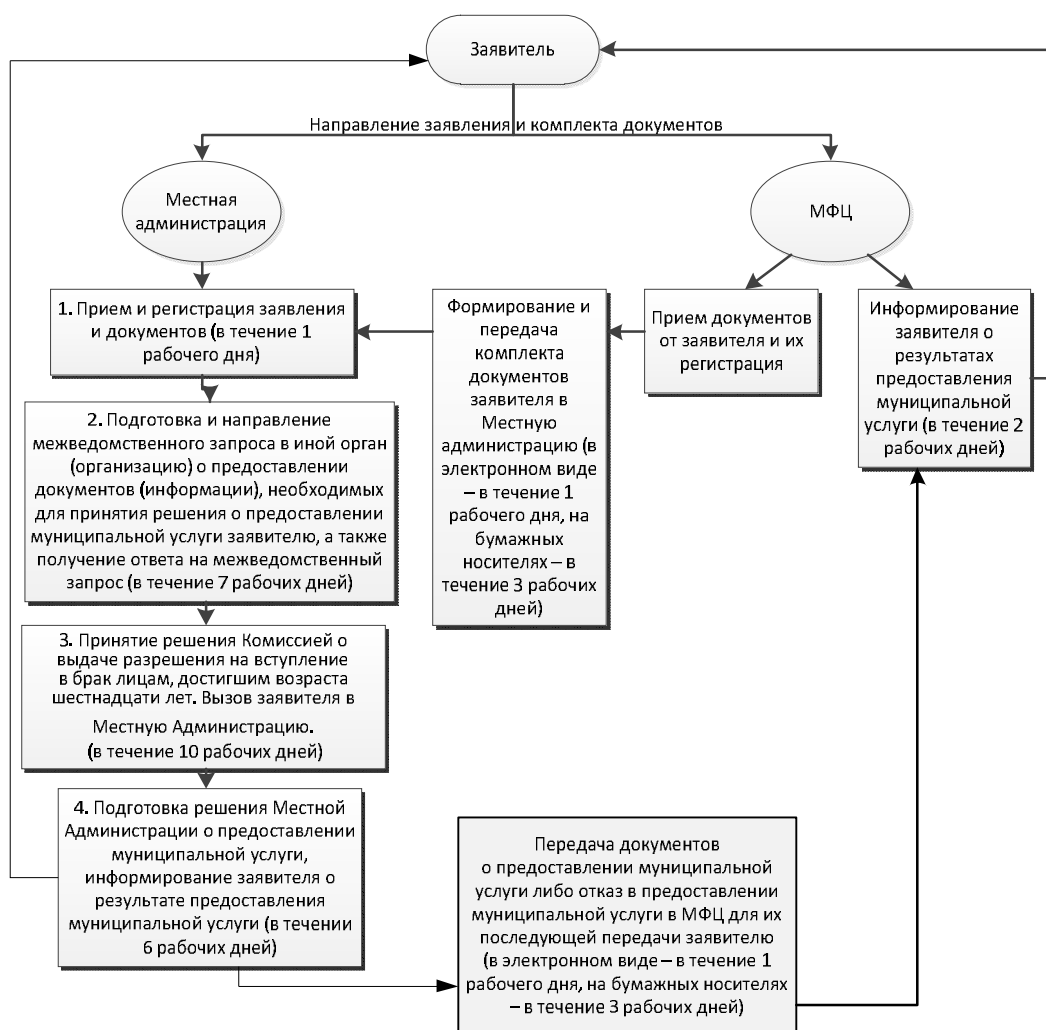 Заявитель
Направление заявления и комплекта документов
Местная
администрация
МФЦ
1. Прием и регистрация заявления
и документов (в течение 1
рабочего дня)
Формирование и
передача
комплекта
документов
заявителя в
Местную
администрацию (в
электронном виде
– в течение 1
рабочего дня, на
бумажных
носителях – в
течение 3 рабочих
дней)
Прием документов
от заявителя и их
регистрация
Информирование
заявителя о
результатах
предоставления
муниципальной
услуги (в течение 2
рабочих дней)
2. Подготовка и направление
межведомственного запроса в иной орган
(организацию) о предоставлении
документов (информации), необходимых
для принятия решения о предоставлении
муниципальной услуги заявителю, а также
получение ответа на межведомственный
запрос (в течение 7 рабочих дней)
3. Принятие решения Комиссией о
выдаче разрешения на вступление
в брак лицам, достигшим возраста
шестнадцати лет. Вызов заявителя в
Местную Администрацию.
(в течение 10 рабочих дней)
4. Подготовка решения Местной
Администрации о предоставлении
муниципальной услуги,
информирование заявителя о
результате предоставления
муниципальной услуги (в течении
6 рабочих дней)
Передача документов
о предоставлении муниципальной
услуги либо отказ в предоставлении
муниципальной услуги в МФЦ для их
последующей передачи заявителю
(в электронном виде – в течение 1
рабочего дня, на бумажных носителях
– в течение 3 рабочих дней)